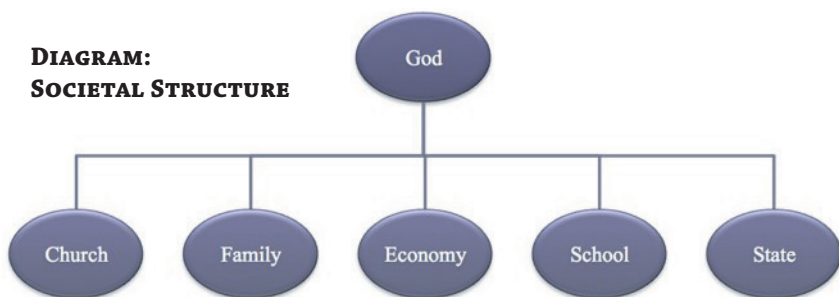 Diagram:
Societal Structure
God
Church
Family
Economy
School
State